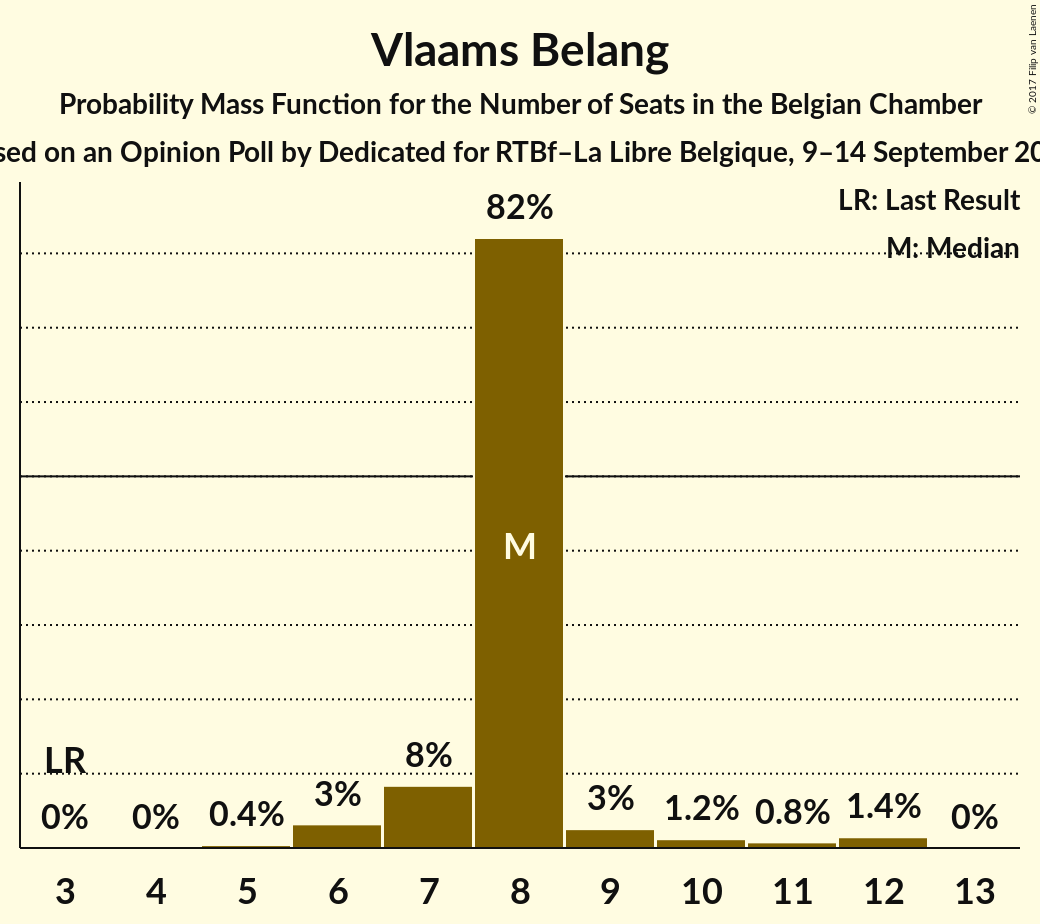 Vlaams Belang
Probability Mass Function for the Number of Seats in the Belgian Chamber
on an Opinion Poll by Dedicated for RTBf–La Libre Belgique, 9–14 September
© 2017 Filip van Laenen
LR: Last Result
M: Median
82%
M
LR
8%
0% 0% 0.4% 3% 3% 1.2% 0.8% 1.4% 0%
3 4 5 6 7 8 9 10 11 12 13